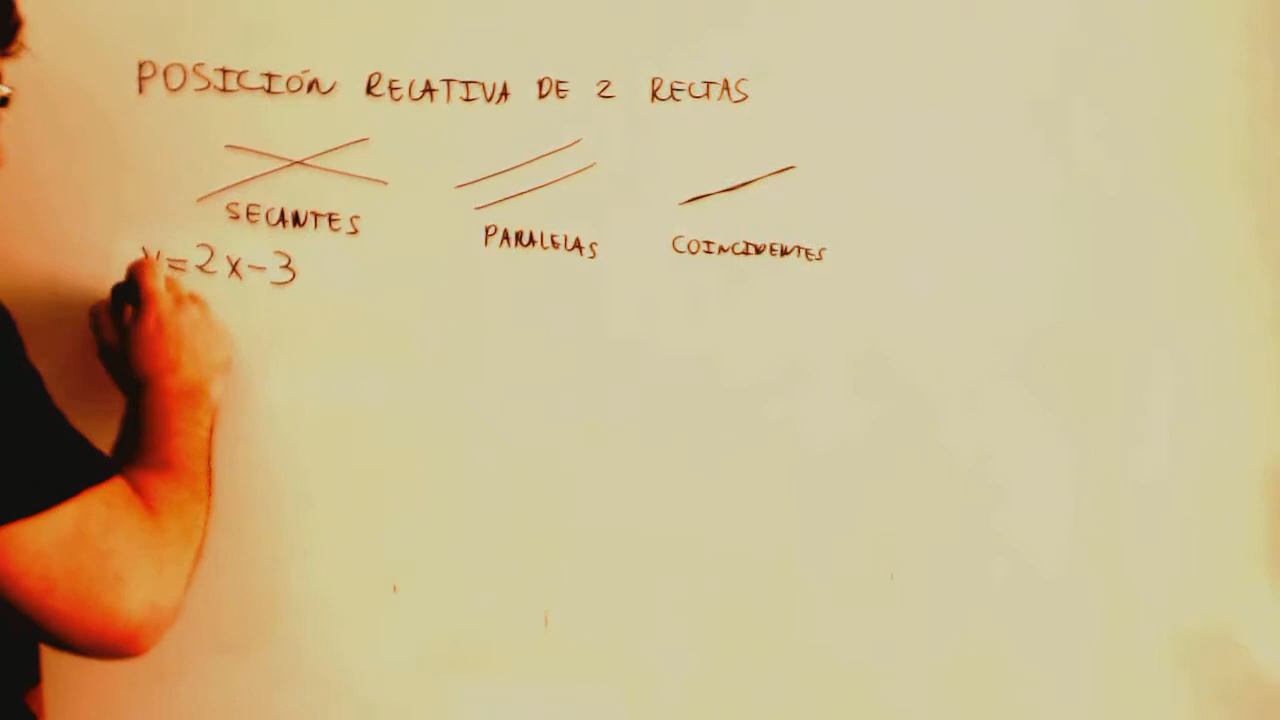 POSICIÓN RELATIVA DE 2 RECTAS
SECANTES
PARALELAS
COINCIDENTES
y=2x-3